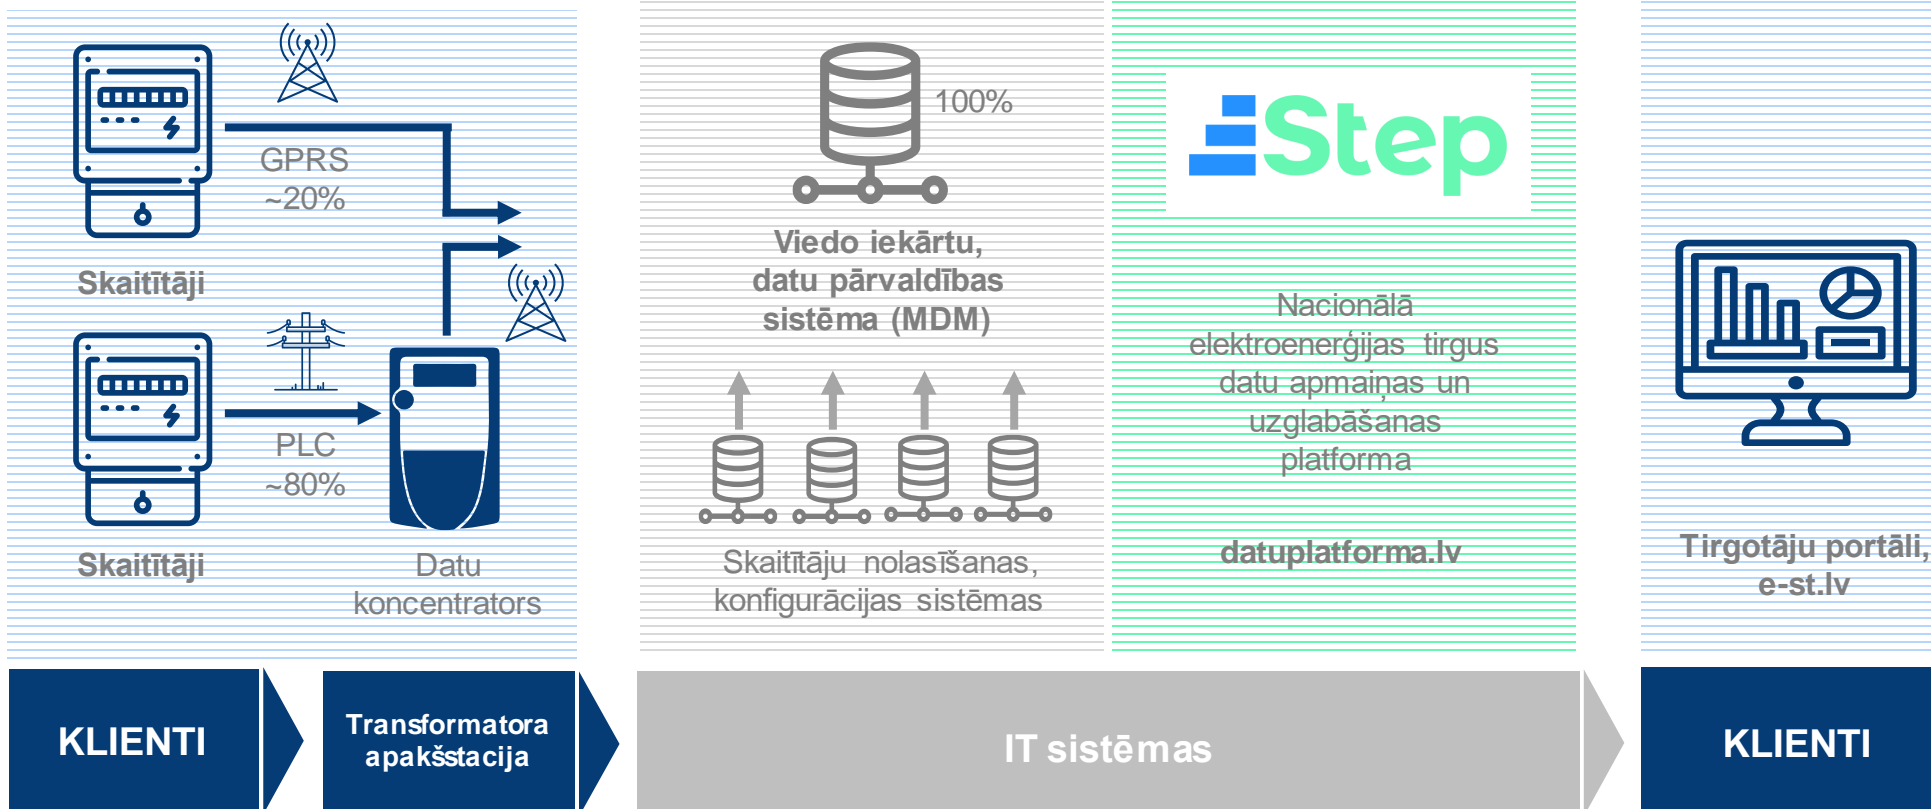 GPRS
~20%
Skaitītāji
PLC
~80%
Skaitītāji
Datu
koncentrators
100%
Viedo iekārtu,
datu pārvaldības
sistēma (MDM)
Skaitītāju nolasīšanas,
konfigurācijas sistēmas
Step
Nacionālā
elektroenerģijas tirgus
datu apmaiņas un
uzglabāšanas
platforma
datuplatforma.lv
Tirgotāju portāli,
e-st.lv
KLIENTI
Transformatora
apakšstacija
IT sistēmas
KLIENTI